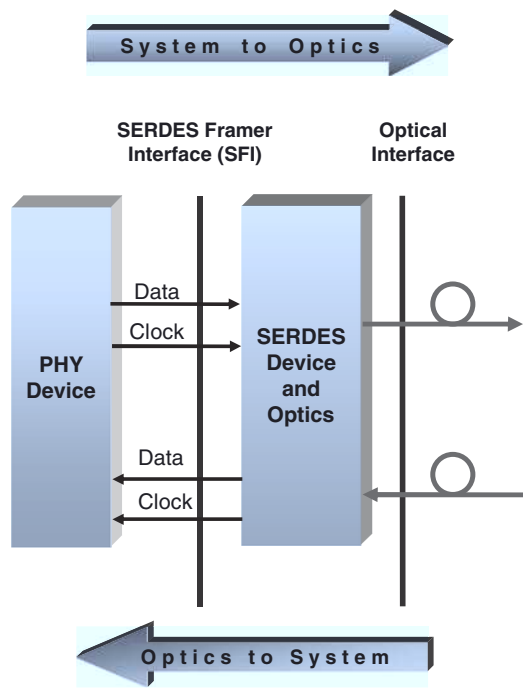 System to Optics
SERDES Framer
Interface (SFI)
Optical
Interface
Data
Clock
PHY
Device
SERDES
Device
and
Optics
Data
Clock
Optics to System